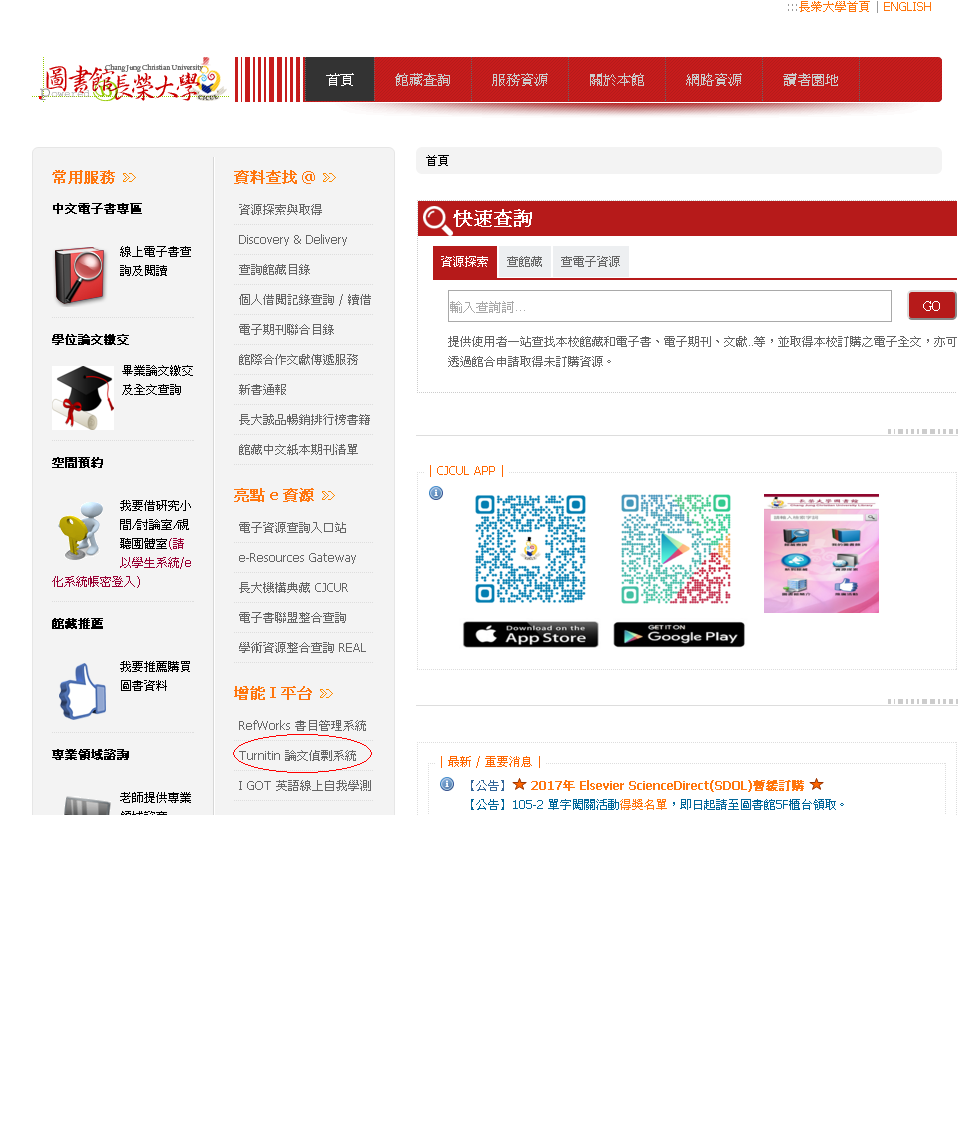 :::長榮大學首頁 | ENGLISH
圖書館 Chang Jung Christian University
長榮大學 CJCUL
首頁 館藏查詢 服務資源 關於本館 網路資源 讀者園地
常用服務
中文電子書專區
線上電子書查
詢及閱讀
學位論文繳交
畢業論文繳交
及全文查詢
空間預約
我要借研究小
間/討論室/視
聽團體室(請
以學生系統/e
化系統帳密登入)
館藏推薦
我要推薦購買
圖書資料
專業領域諮詢
老師提供專業
領域諮商
資料查找 @
資源探索與取得
Discovery & Delivery
查詢館藏目錄
個人借閱記錄查詢 / 續借
電子期刊聯合目錄
館際合作文獻傳遞服務
新書通報
長大誠品暢銷排行榜書籍
館藏中文紙本期刊清單
亮點 e 資源
電子資源查詢入口站
e-Resources Gateway
長大機構典藏 CJCUR
電子書聯盟整合查詢
學術資源整合查詢 REAL
增能 I 平台
RefWorks 書目管理系統
Turnitin 論文偵剽系統
I GOT 英語線上自我學測
首頁
快速查詢
資源探索 查館藏 查電子資源
輸入查詢詞... GO
提供使用者一站查找本校館藏和電子書、電子期刊、文獻..等，並取得本校訂購之電子全文，亦可
透過館合申請取得未訂購資源。
| CJCUL APP |
Download on the
App Store
GET IT ON
Google Play
長榮大學圖書館
Chang Jung Christian University Library
| 最新 / 重要消息 |
【公告】★ 2017年 Elsevier ScienceDirect(SDOL)暫緩訂購 ★
【公告】105-2 單字闖關活動得獎名單，即日起請至圖書館5F櫃台領取。